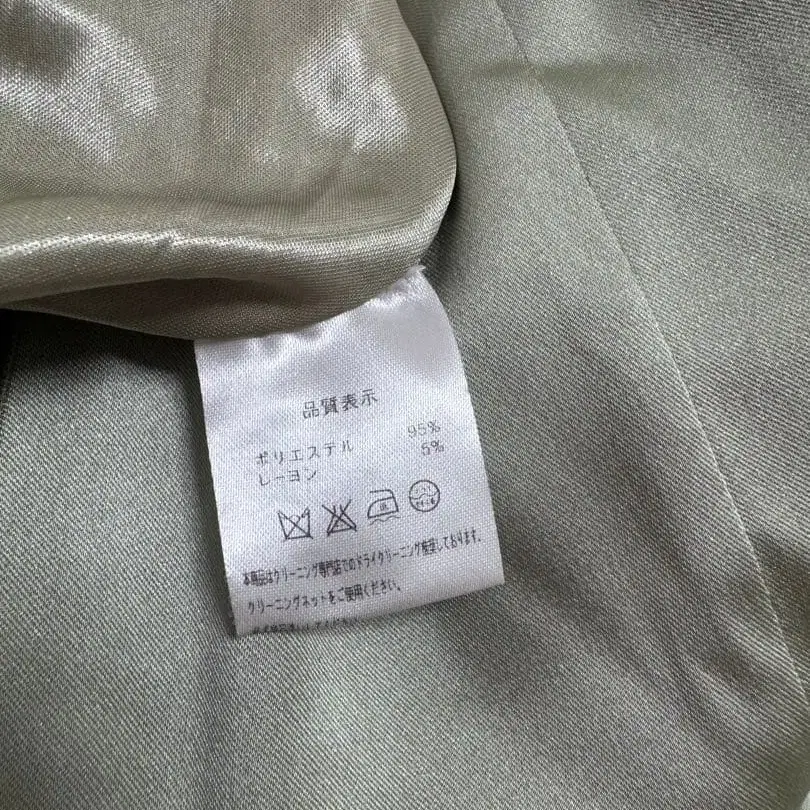 品質表示
ポリエステル 95%
レーヨン 5%
本商品はクリーニング専門店でのドライクリーニング推奨しております。
クリーニングネットをご使用ください。